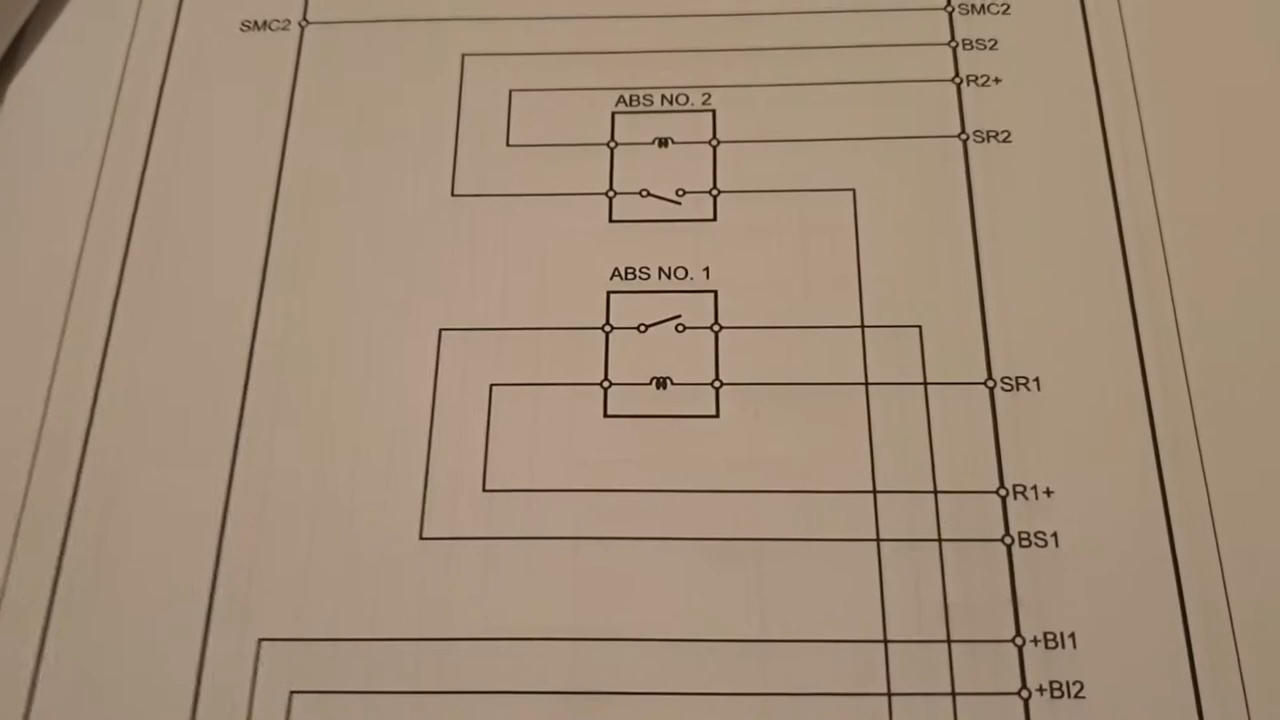 SMC2
SMC2
BS2
R2+
ABS NO. 2
SR2
ABS NO. 1
SR1
R1+
BS1
+BI1
+BI2